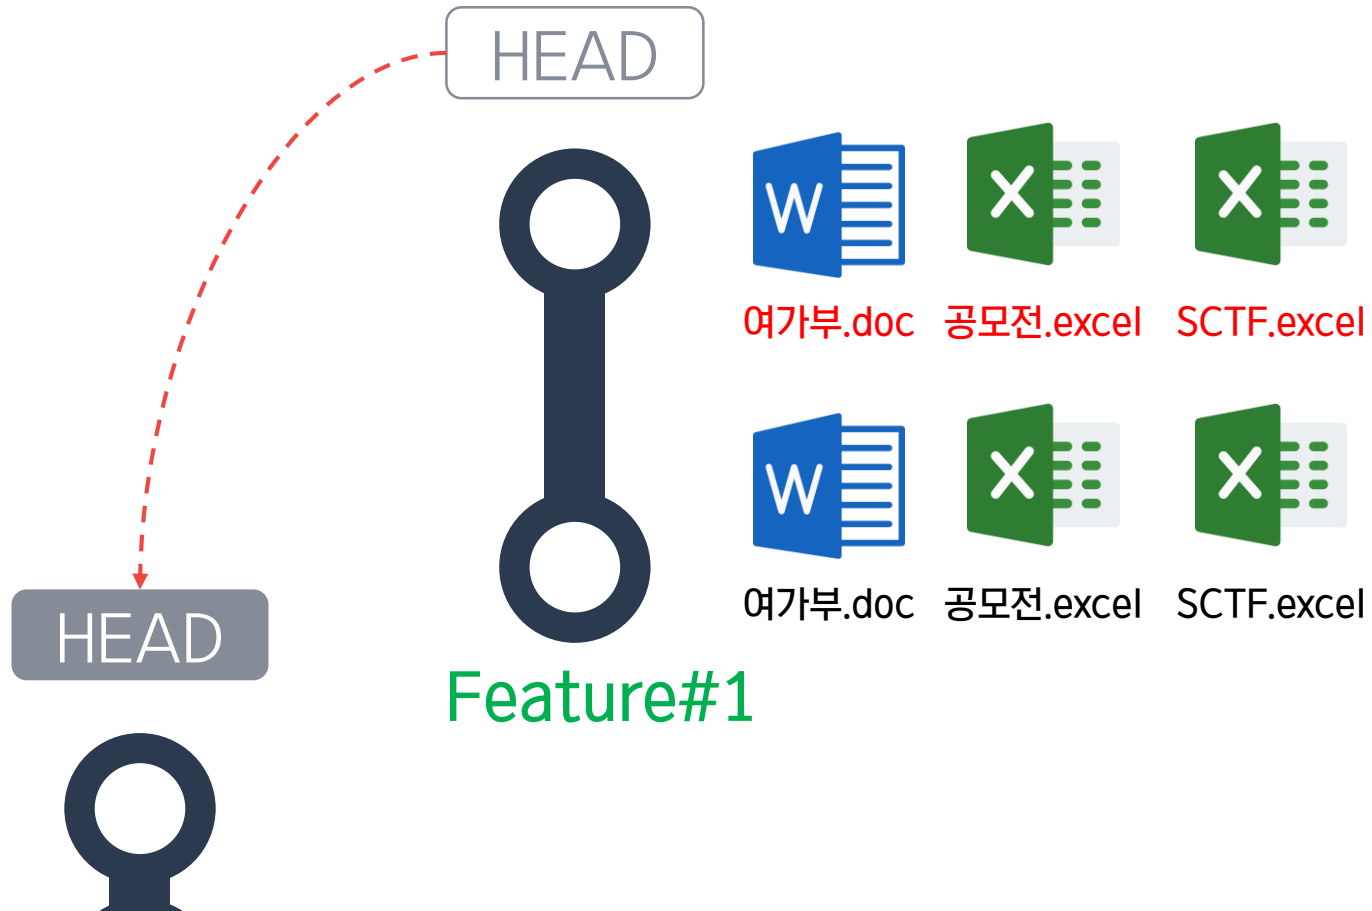 HEAD
W X X
여가부.doc 공모전.excel SCTF.excel
W X X
여가부.doc 공모전.excel SCTF.excel
HEAD
Feature#1